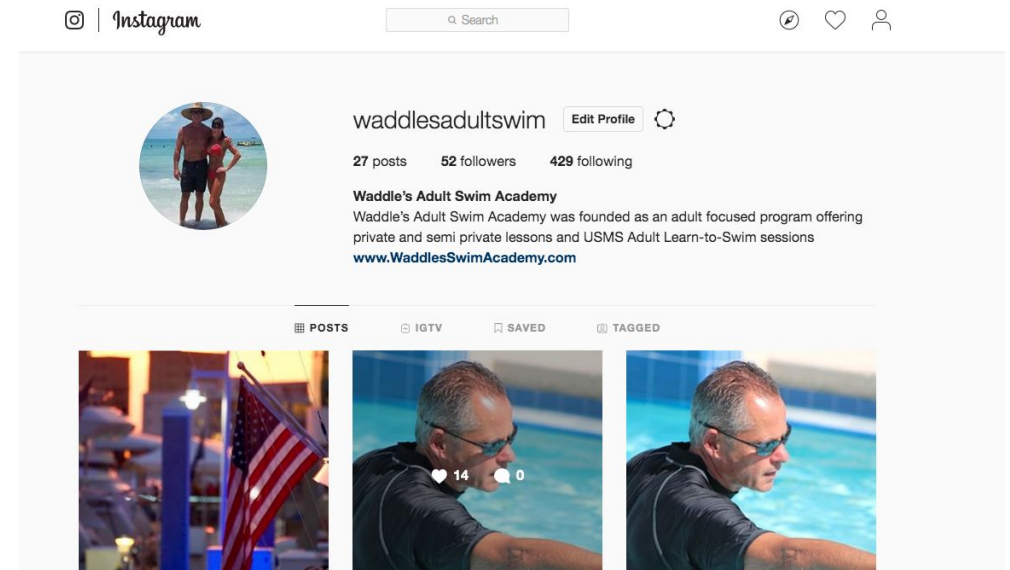 Instagram
Search
waddlesadultswim Edit Profile
27 posts 52 followers 429 following
Waddle's Adult Swim Academy
Waddle's Adult Swim Academy was founded as an adult focused program offering
private and semi private lessons and USMS Adult Learn-to-Swim sessions
www.WaddlesSwimAcademy.com
POSTS IGTV SAVED TAGGED
14 0